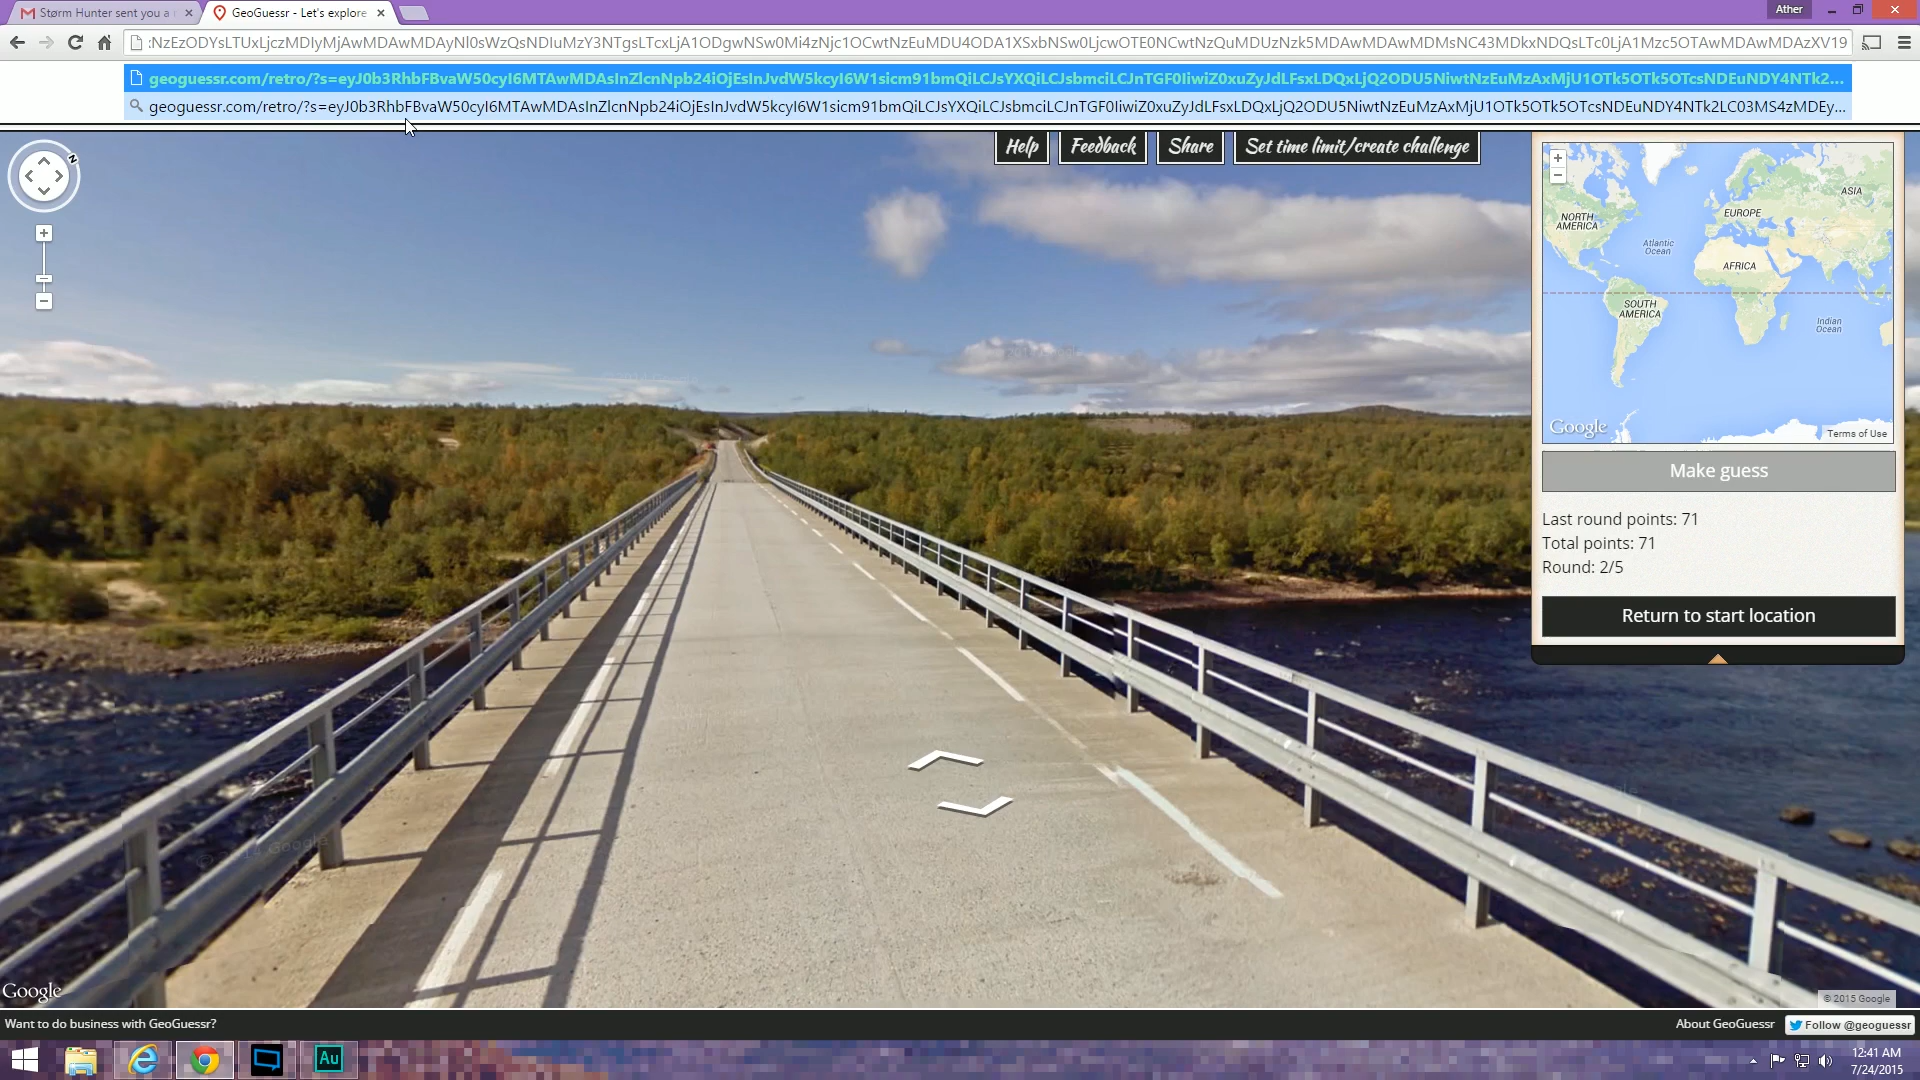 Størm Hunter sent you a
GeoGuessr - Let's explore
Ather
geoguessr.com/retro/?s=eyJ0b3RhbFBvaW50cyI6MTAwMDAsInZlcnNpb24iOjEsInJvdW5kcyI6W1sicm91bmQiLCJsYXQiLCJsbmciLCJnTGF0IiwiZ0xuZyJdLFsxLDQxLjQ2ODU5NiwtNzEuMzAxMjU1OTk5OTk5OTcsNDEuNDY4NTk2...
geoguessr.com/retro/?s=eyJ0b3RhbFBvaW50cyI6MTAwMDAsInZlcnNpb24iOjEsInJvdW5kcyI6W1sicm91bmQiLCJsYXQiLCJsbmciLCJnTGF0IiwiZ0xuZyJdLFsxLDQxLjQ2ODU5NiwtNzEuMzAxMjU1OTk5OTk5OTcsNDEuNDY4NTk2LC03MS4zMDEy...
N
Help Feedback Share Set time limit/create challenge
NORTH AMERICA
EUROPE
ASIA
Atlantic Ocean
AFRICA
SOUTH AMERICA
Indian Ocean
Google Terms of Use
Make guess
Last round points: 71
Total points: 71
Round: 2/5
Return to start location
Google
© 2015 Google
Want to do business with GeoGuessr?
About GeoGuessr Follow @geoguessr
Au
12:41 AM
7/24/2015